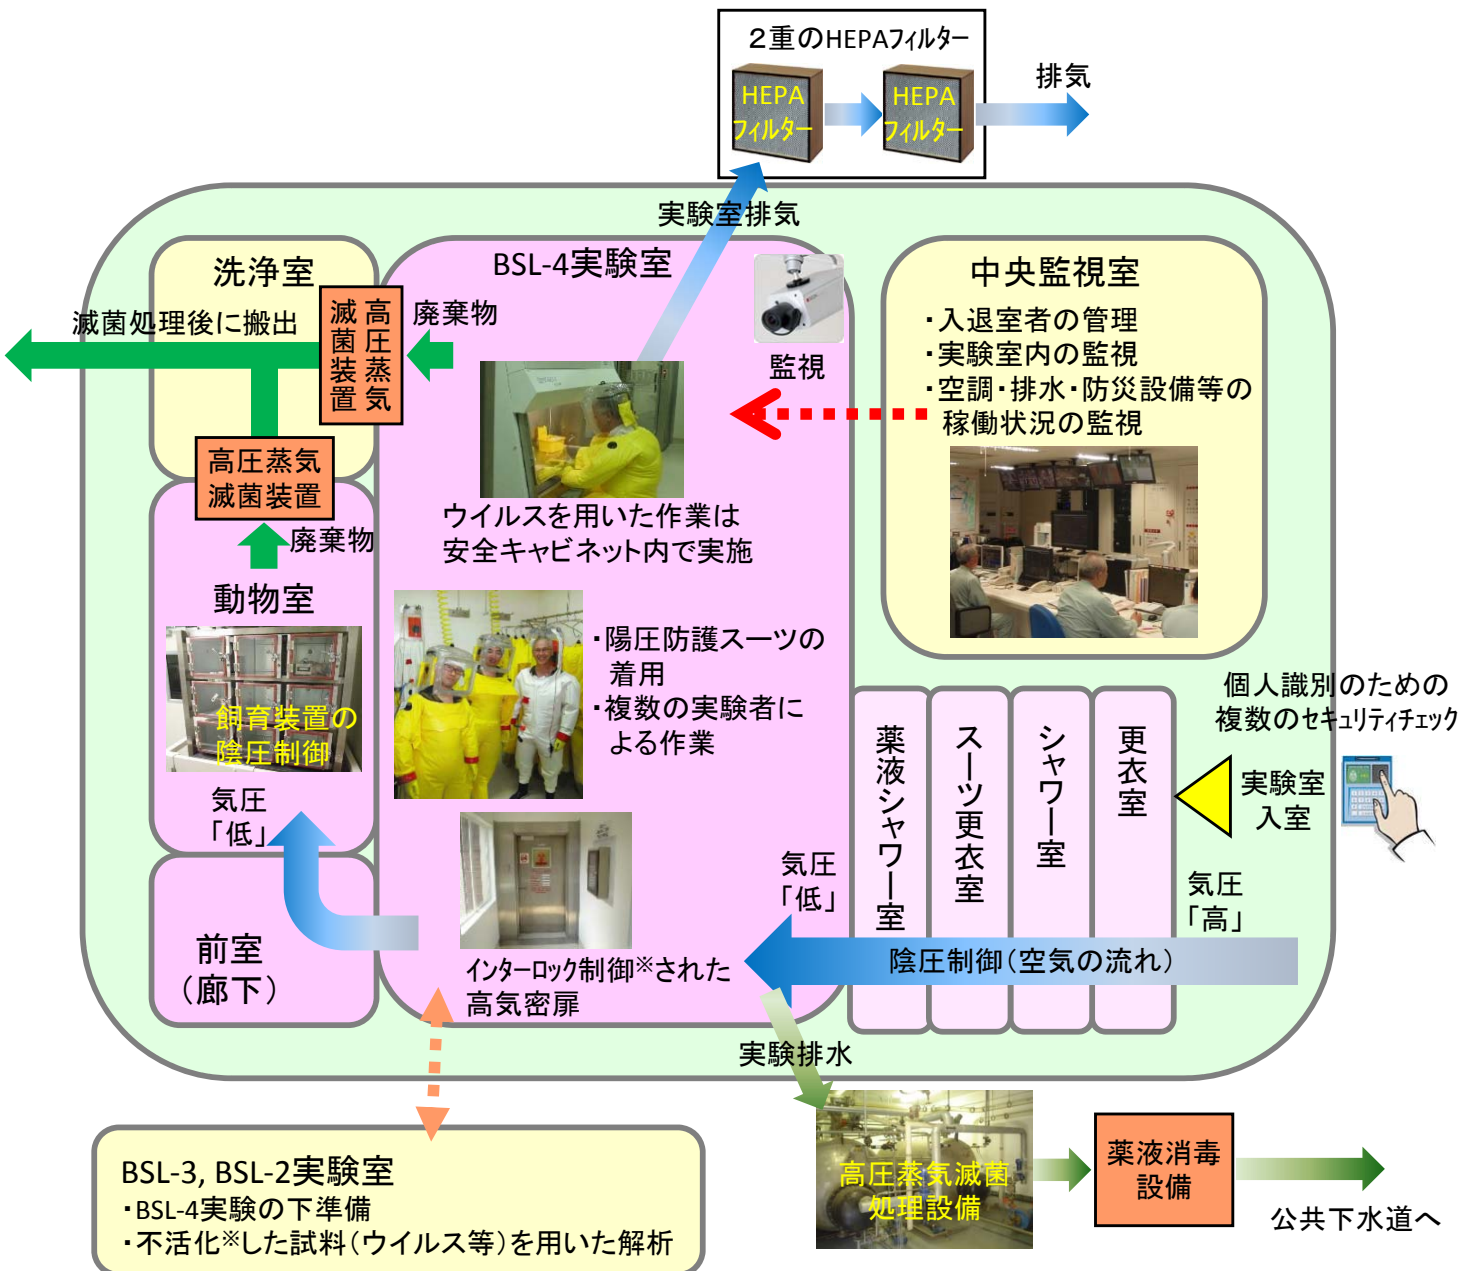 ２重のHEPAフィルター
HEPA
フィルター
HEPA
フィルター
排気
実験室排気
洗浄室
滅菌処理後に搬出
高圧蒸気
滅菌装置
廃棄物
BSL-4実験室
監視
中央監視室
・入退室者の管理
・実験室内の監視
・空調・排水・防災設備等の
稼働状況の監視
高圧蒸気
滅菌装置
廃棄物
ウイルスを用いた作業は
安全キャビネット内で実施
動物室
飼育装置の
陰圧制御
気圧
「低」
・陽圧防護スーツの
着用
・複数の実験者に
よる作業
前室
（廊下）
インターロック制御※された
高気密扉
気圧
「低」
薬液シャワー室
スーツ更衣室
シャワー室
更衣室
個人識別のための
複数のセキュリティチェック
実験室
入室
気圧
「高」
陰圧制御（空気の流れ）
実験排水
高圧蒸気滅菌
処理設備
薬液消毒
設備
公共下水道へ
BSL-3, BSL-2実験室
・BSL-4実験の下準備
・不活化※した試料（ウイルス等）を用いた解析